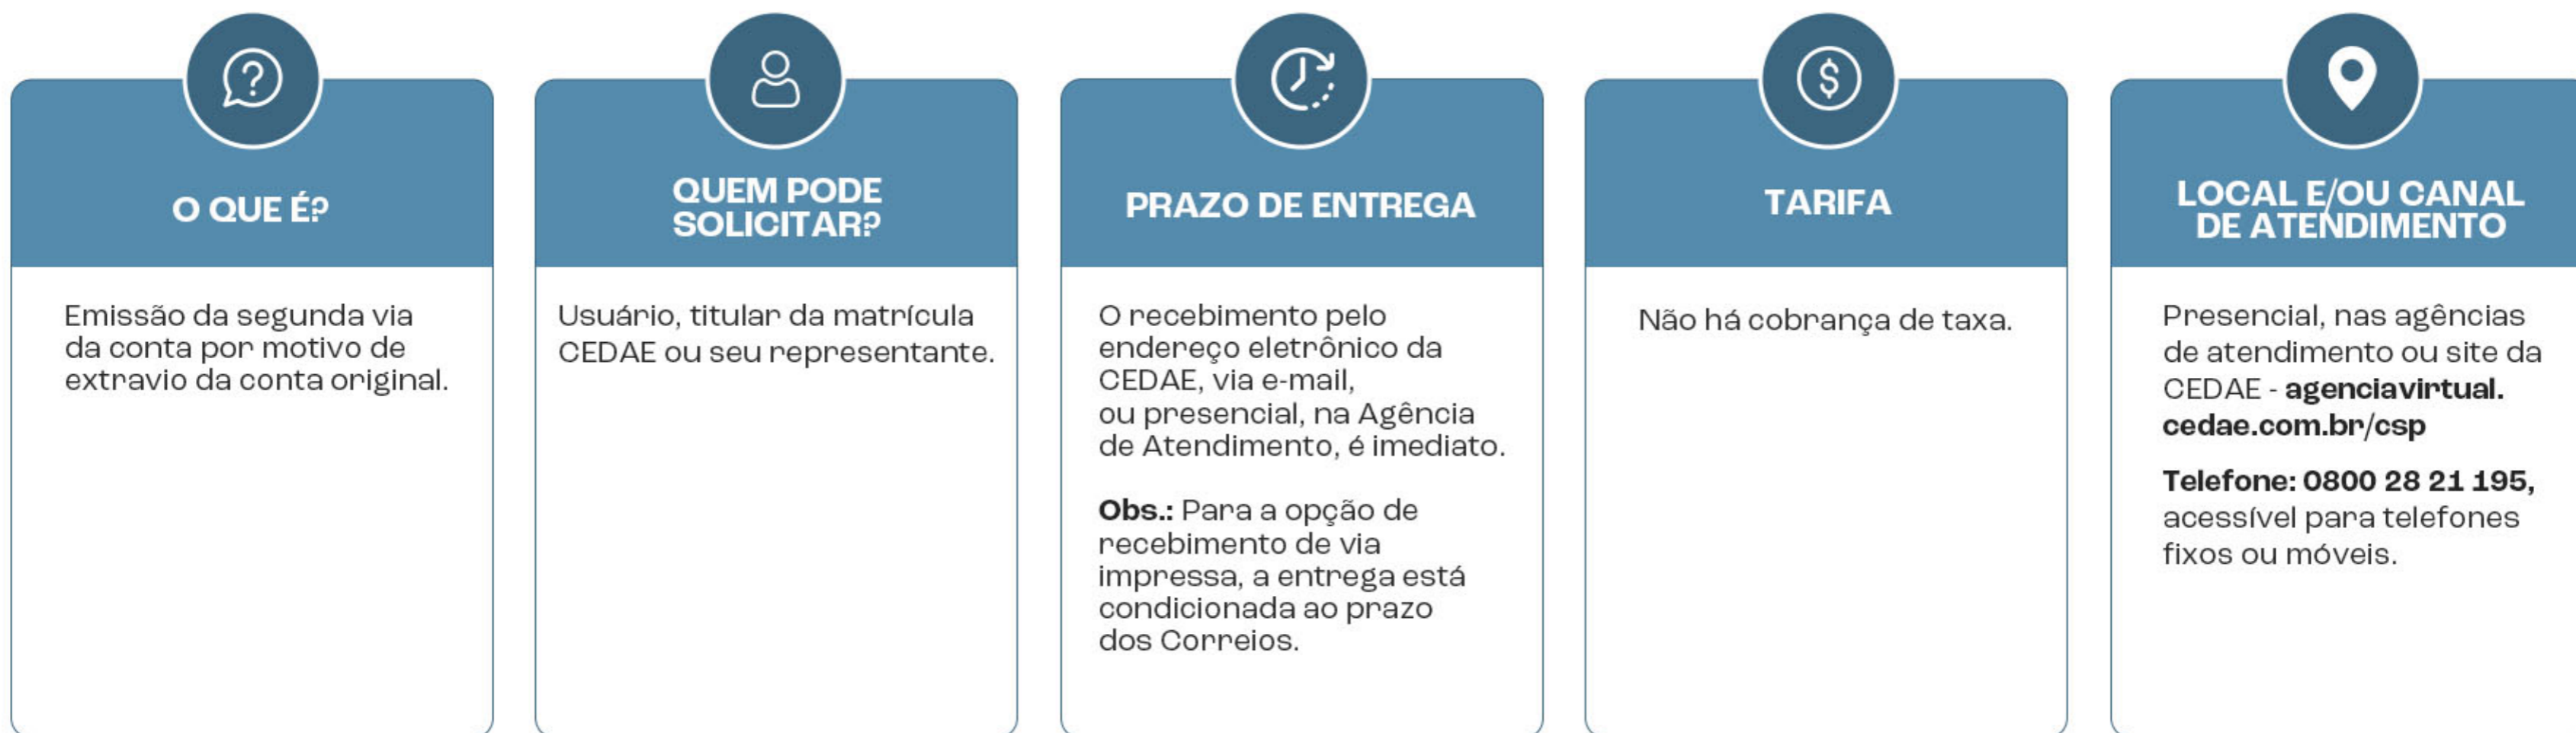 O QUE É?
Emissão da segunda via
da conta por motivo de
extravio da conta original.
QUEM PODE
SOLICITAR?
Usuário, titular da matrícula
CEDAE ou seu representante.
PRAZO DE ENTREGA
O recebimento pelo
endereço eletrônico da
CEDAE, via e-mail,
ou presencial, na Agência
de Atendimento, é imediato.
Obs.: Para a opção de
recebimento de via
impressa, a entrega está
condicionada ao prazo
dos Correios.
TARIFA
Não há cobrança de taxa.
LOCAL E/OU CANAL
DE ATENDIMENTO
Presencial, nas agências
de atendimento ou site da
CEDAE - agenciavirtual.
cedae.com.br/csp
Telefone: 0800 28 21 195,
acessível para telefones
fixos ou móveis.